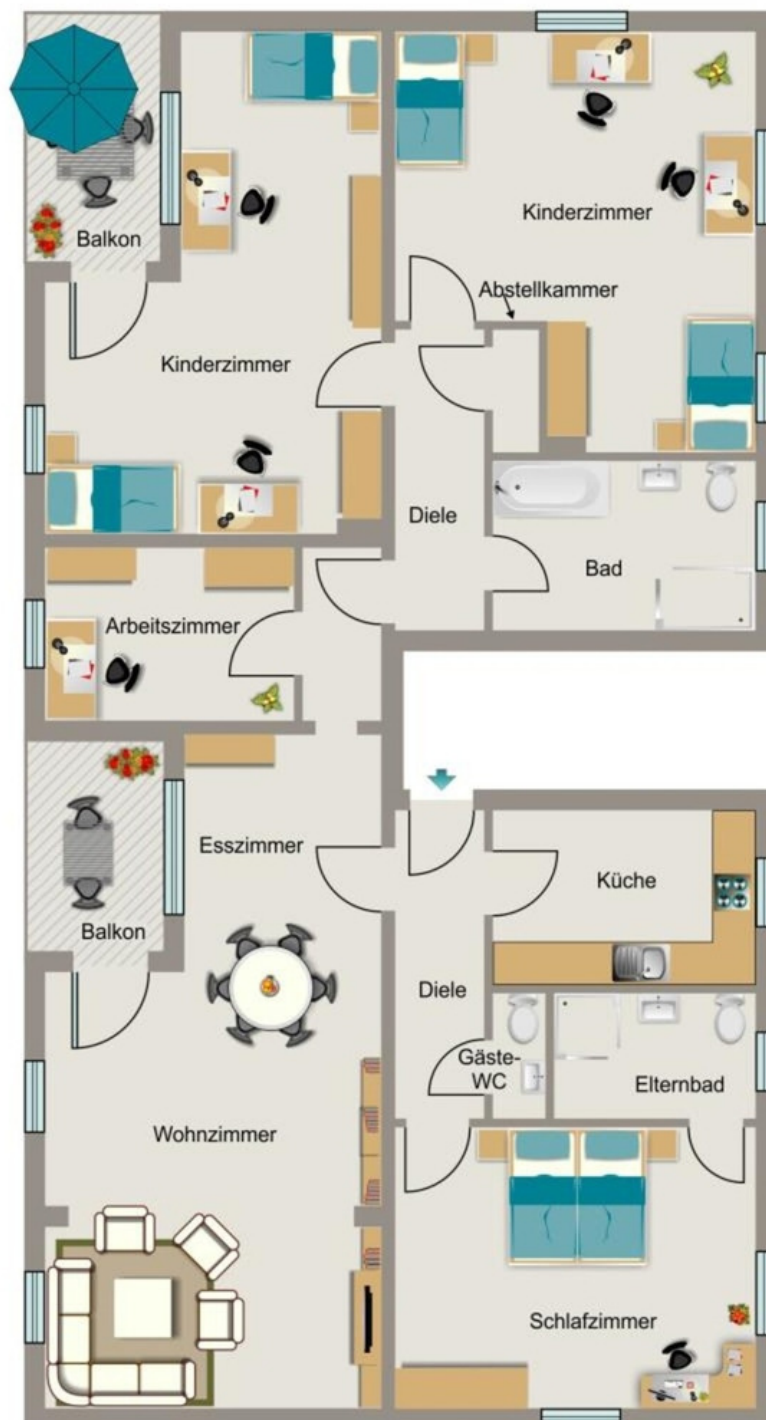 Balkon
Kinderzimmer
Kinderzimmer
Abstellkammer
Diele
Bad
Arbeitszimmer
Esszimmer
Küche
Balkon
Diele
Gäste-
WC
Elternbad
Wohnzimmer
Schlafzimmer